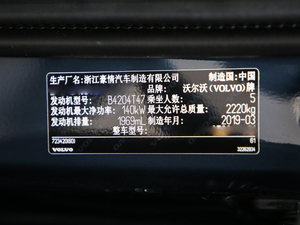 生产厂名:浙江豪情汽车制造有限公司 制造国:中国
沃尔沃(VOLVO)牌
发动机型号: B4204T47 乘坐人数: 5
发动机最大净功率: 140kW 最大允许总质量: 2220kg
发动机排量: 1969mL 制造年月: 2019-03
整车型号:
61
VOLVO